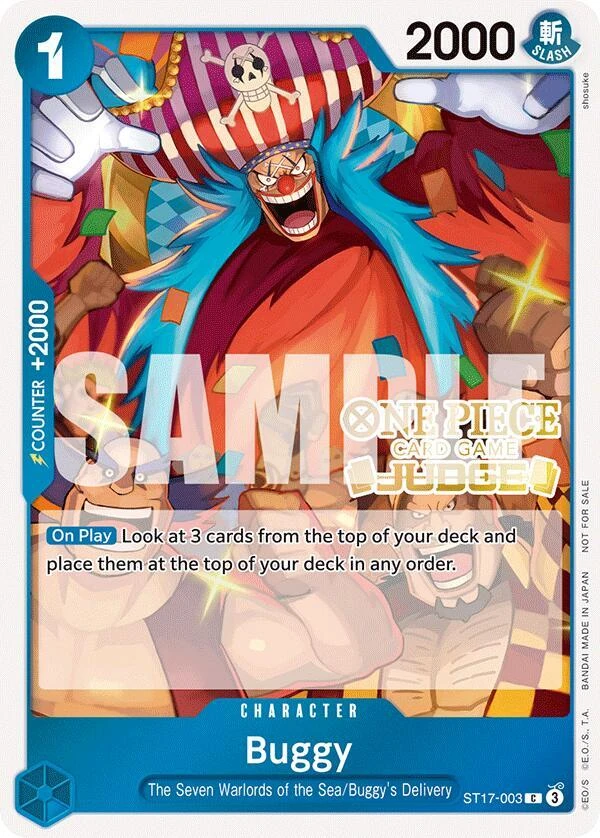 1
2000
斬
SLASH
shosuke
COUNTER +2000
SAMPLE
ONE PIECE
CARD GAME
JUDGE
On Play Look at 3 cards from the top of your deck and
place them at the top of your deck in any order.
CHARACTER
Buggy
The Seven Warlords of the Sea/Buggy's Delivery
ST17-003 C 3
©E.O/S ©E.O./S., T.A. BANDAI MADE IN JAPAN NOT FOR SALE